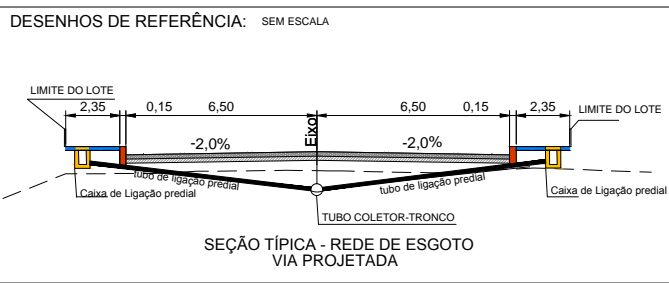 DESENHOS DE REFERÊNCIA: SEM ESCALA
LIMITE DO LOTE
2,35 0,15 6,50 Eixo 6,50 0,15 2,35
LIMITE DO LOTE
-2,0% -2,0%
tubo de ligação predial tubo de ligação predial
Caixa de Ligação predial Caixa de Ligação predial
TUBO COLETOR-TRONCO
SEÇÃO TÍPICA - REDE DE ESGOTO
VIA PROJETADA